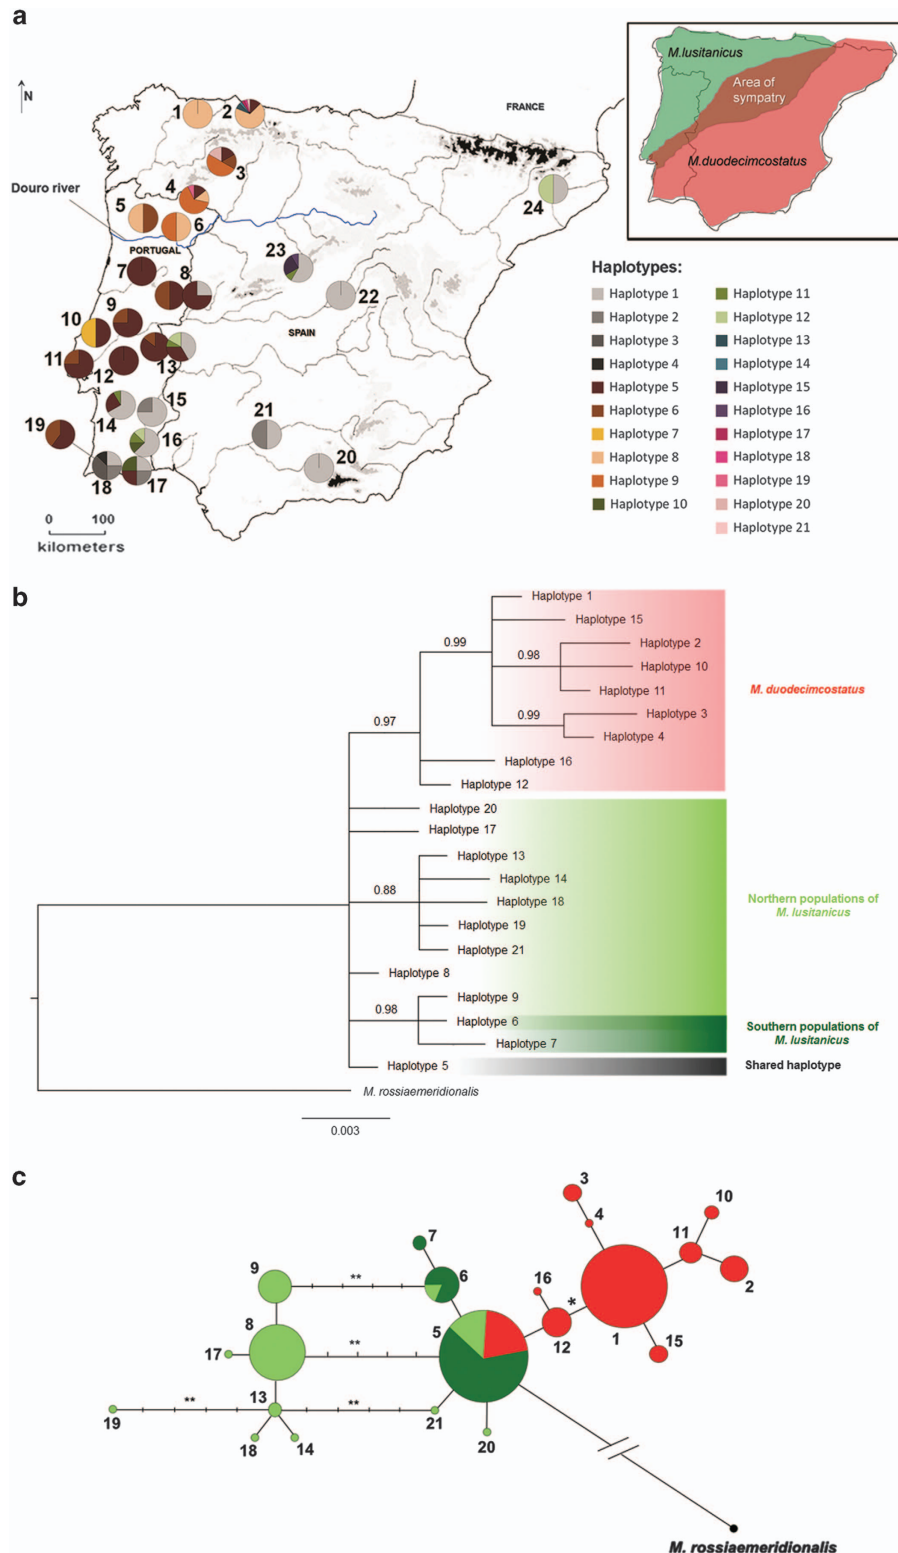 a
N
FRANCE
M.lusitanicus
Area of
sympatry
M.duodecimcostatus
1
2
3
4
5
6
Douro river
24
PORTUGAL
7
8
23
22
9
10
SPAIN
11
12
13
14
15
16
19
21
20
18
17
0 100
kilometers
Haplotypes:
Haplotype 1
Haplotype 2
Haplotype 3
Haplotype 4
Haplotype 5
Haplotype 6
Haplotype 7
Haplotype 8
Haplotype 9
Haplotype 10
Haplotype 11
Haplotype 12
Haplotype 13
Haplotype 14
Haplotype 15
Haplotype 16
Haplotype 17
Haplotype 18
Haplotype 19
Haplotype 20
Haplotype 21
b
Haplotype 1
Haplotype 15
0.99
Haplotype 2
0.98
Haplotype 10
Haplotype 11
M. duodecimcostatus
Haplotype 3
0.99
Haplotype 4
0.97
Haplotype 16
Haplotype 12
Haplotype 20
Haplotype 17
Haplotype 13
Haplotype 14
0.88
Haplotype 18
Haplotype 19
Haplotype 21
Northern populations of
M. lusitanicus
Haplotype 8
Haplotype 9
0.98
Haplotype 6
Haplotype 7
Southern populations of
M. lusitanicus
Haplotype 5
Shared haplotype
M. rossiaemeridionalis
0.003
c
3
10
4
7
11
9
**
6
16
*
2
8
5
12
1
15
17
**
13
19
**
**
21
18
14
20
M. rossiaemeridionalis